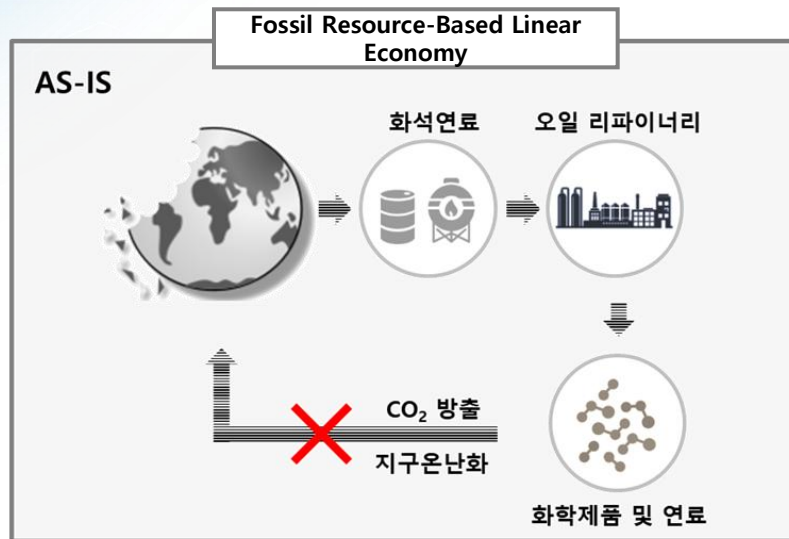 Fossil Resource-Based Linear
Economy
AS-IS
화석연료
오일 리파이너리
CO₂ 방출
지구온난화
화학제품 및 연료